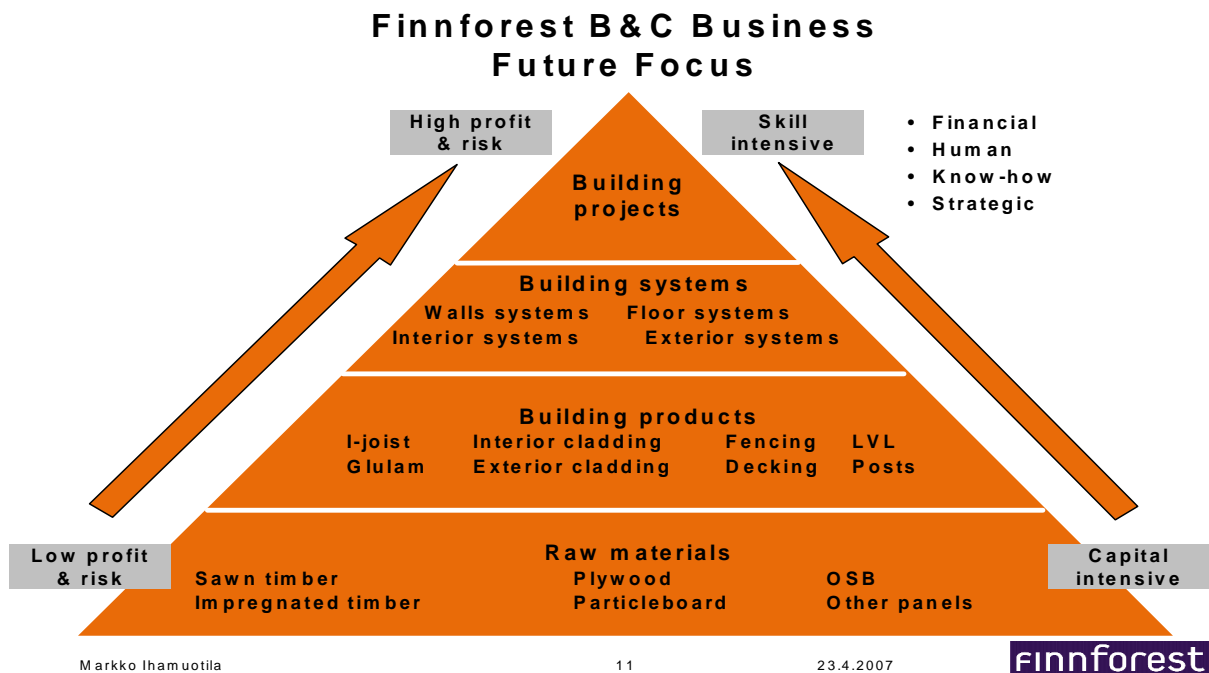 Finnforest B&C Business
Future Focus
High profit
& risk
Skill
intensive
• Financial
• Human
• Know-how
• Strategic
Building
projects
Building systems
Walls systems Floor systems
Interior systems Exterior systems
Building products
I-joist Interior cladding Fencing LVL
Glulam Exterior cladding Decking Posts
Low profit
& risk
Raw materials
Sawn timber Plywood OSB
Impregnated timber Particleboard Other panels
Capital
intensive
Markko Ihamuotila 11 23.4.2007
Finnforest